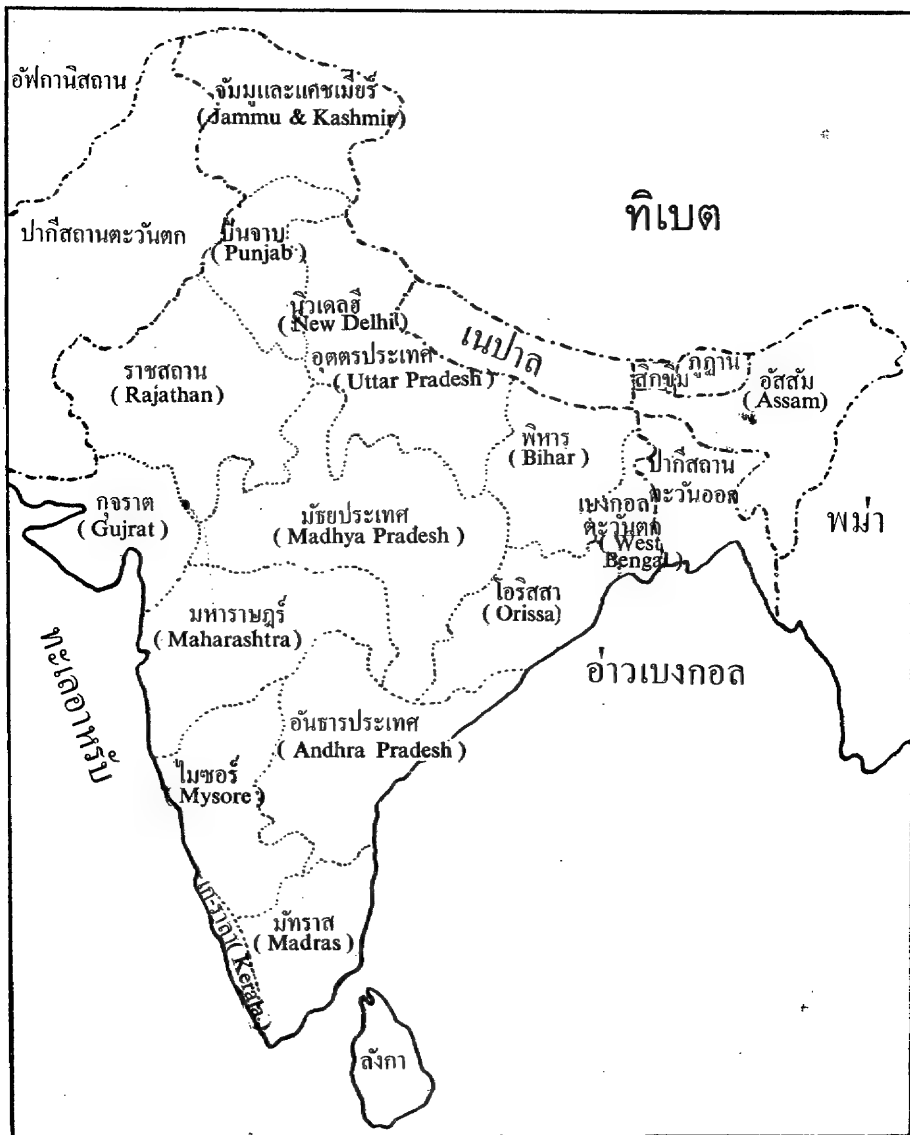 อัฟกานิสถาน
จัมมูและแคชเมียร์
(Jammu & Kashmir)
ทิเบต
ปากีสถานตะวันตก
ปันจาบ
(Punjab)
นิวเดลฮี
(New Delhi)
เนปาล
อุตตรประเทศ
(Uttar Pradesh)
สิกขิม
ภูฏาน
อัสสัม
(Assam)
ราชสถาน
(Rajathan)
พิหาร
(Bihar)
ปากีสถาน
ตะวันออก
กุจราต
(Gujrat)
มัธยประเทศ
(Madhya Pradesh)
เบงกอล
ตะวันตก
(West
Bengal)
พม่า
โอริสสา
(Orissa)
มหาราษฎร์
(Maharashtra)
ทะเลอาหรับ
อ่าวเบงกอล
อันธารประเทศ
(Andhra Pradesh)
ไมซอร์
(Mysore)
เก-ราลา (Kerala.)
มัทราส
(Madras)
ลังกา